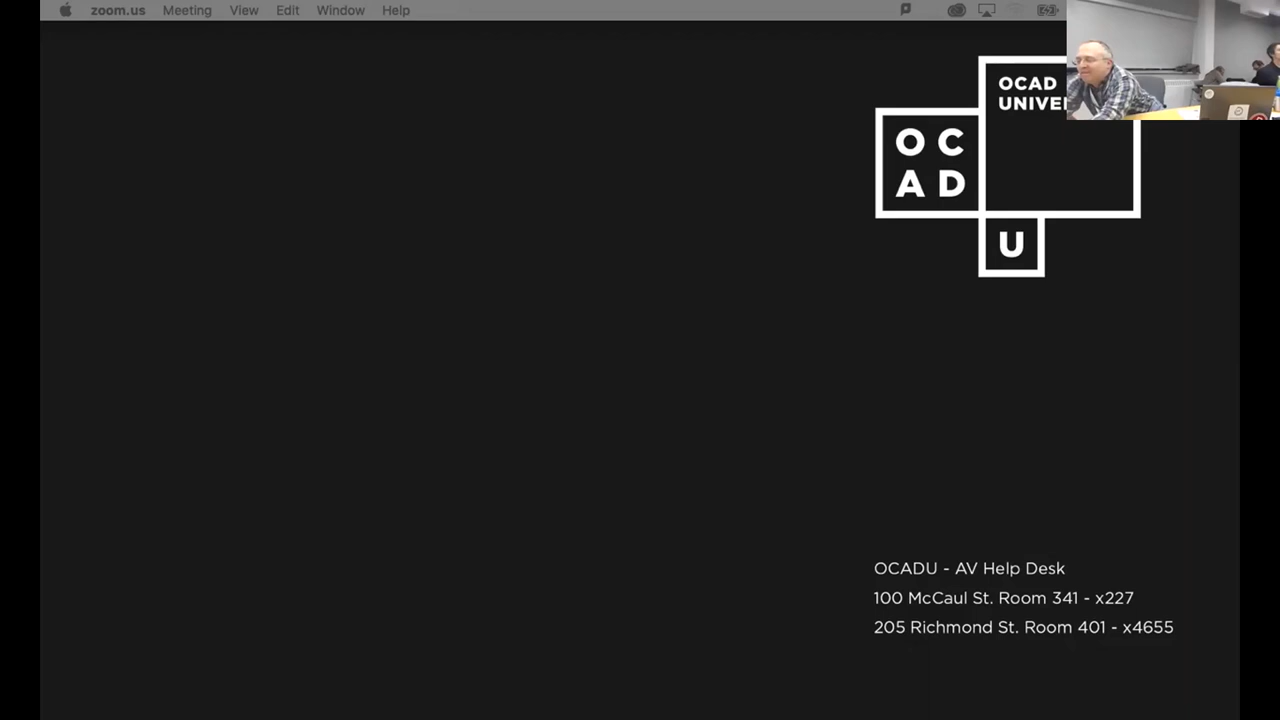 zoom.us Meeting View Edit Window Help
OCAD
UNIVE
O C
A D
U
OCADU - AV Help Desk
100 McCaul St. Room 341 - x227
205 Richmond St. Room 401 - x4655